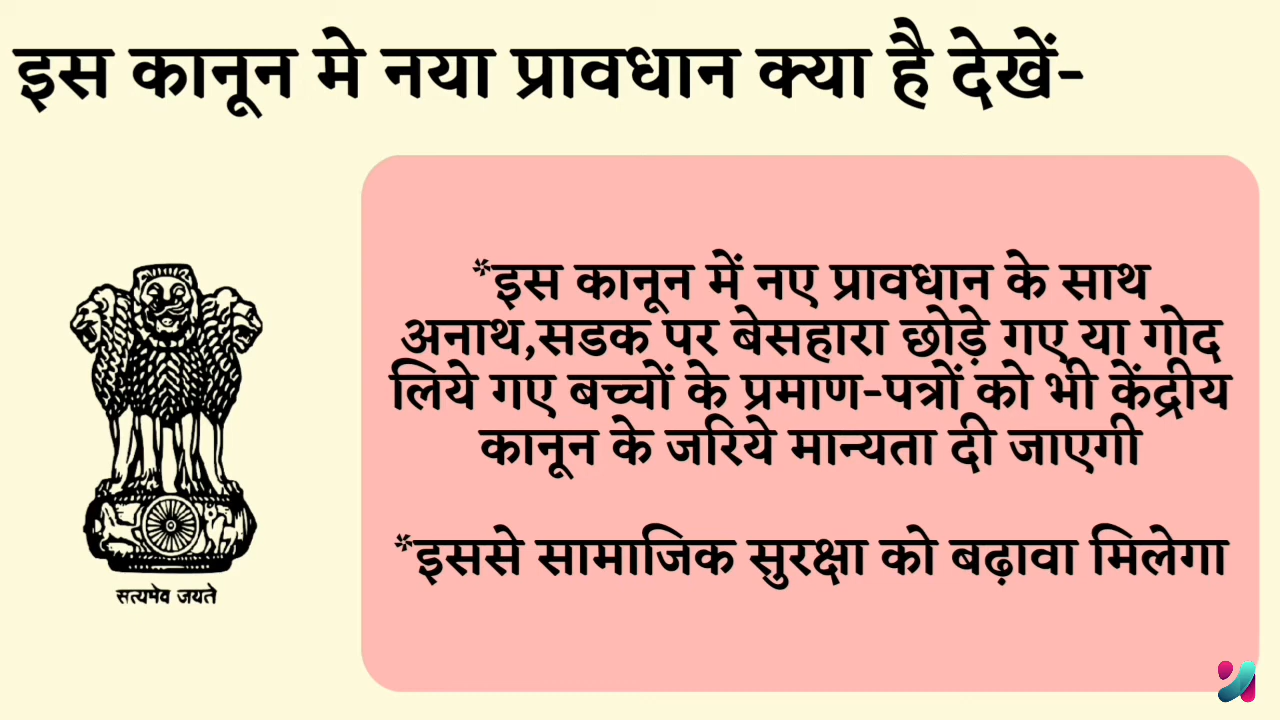 इस कानून मे नया प्रावधान क्या है देखें-
*इस कानून में नए प्रावधान के साथ
अनाथ,सडक पर बेसहारा छोड़े गए या गोद
लिये गए बच्चों के प्रमाण-पत्रों को भी केंद्रीय
कानून के जरिये मान्यता दी जाएगी
*इससे सामाजिक सुरक्षा को बढ़ावा मिलेगा
सत्यमेव जयते